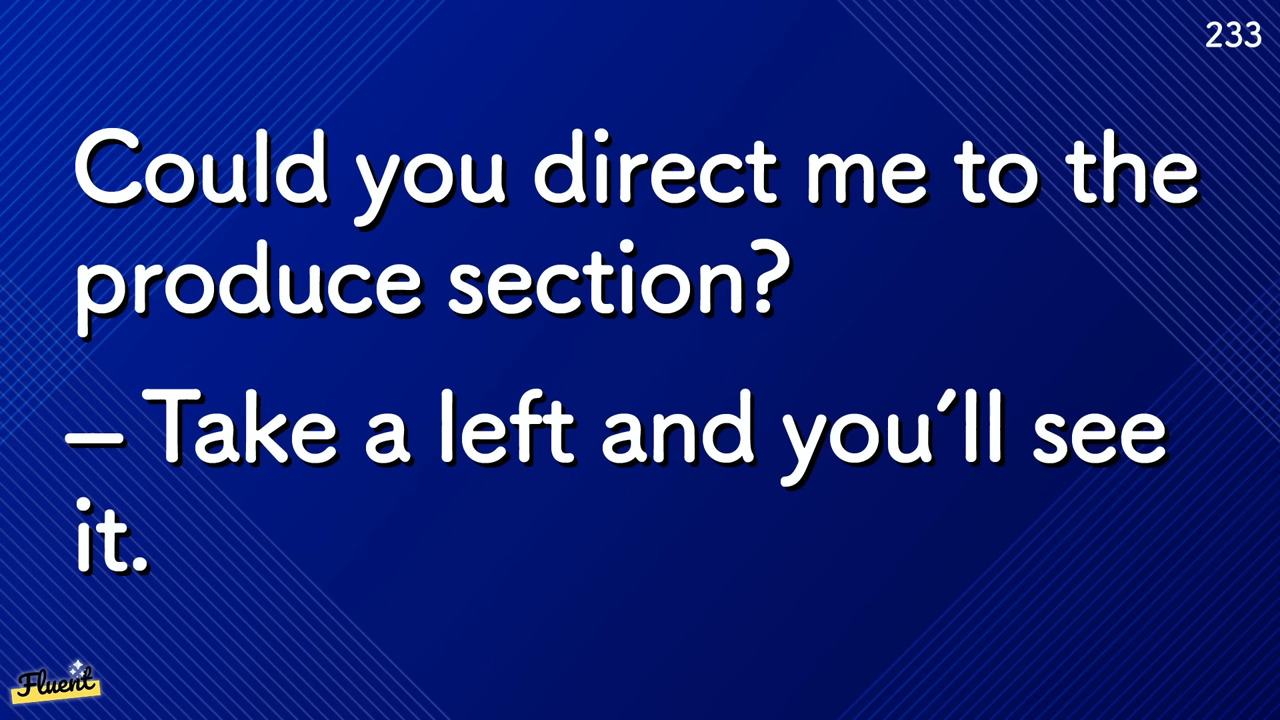 233
Could you direct me to the
produce section?
– Take a left and you´ll see
it.
Fluent